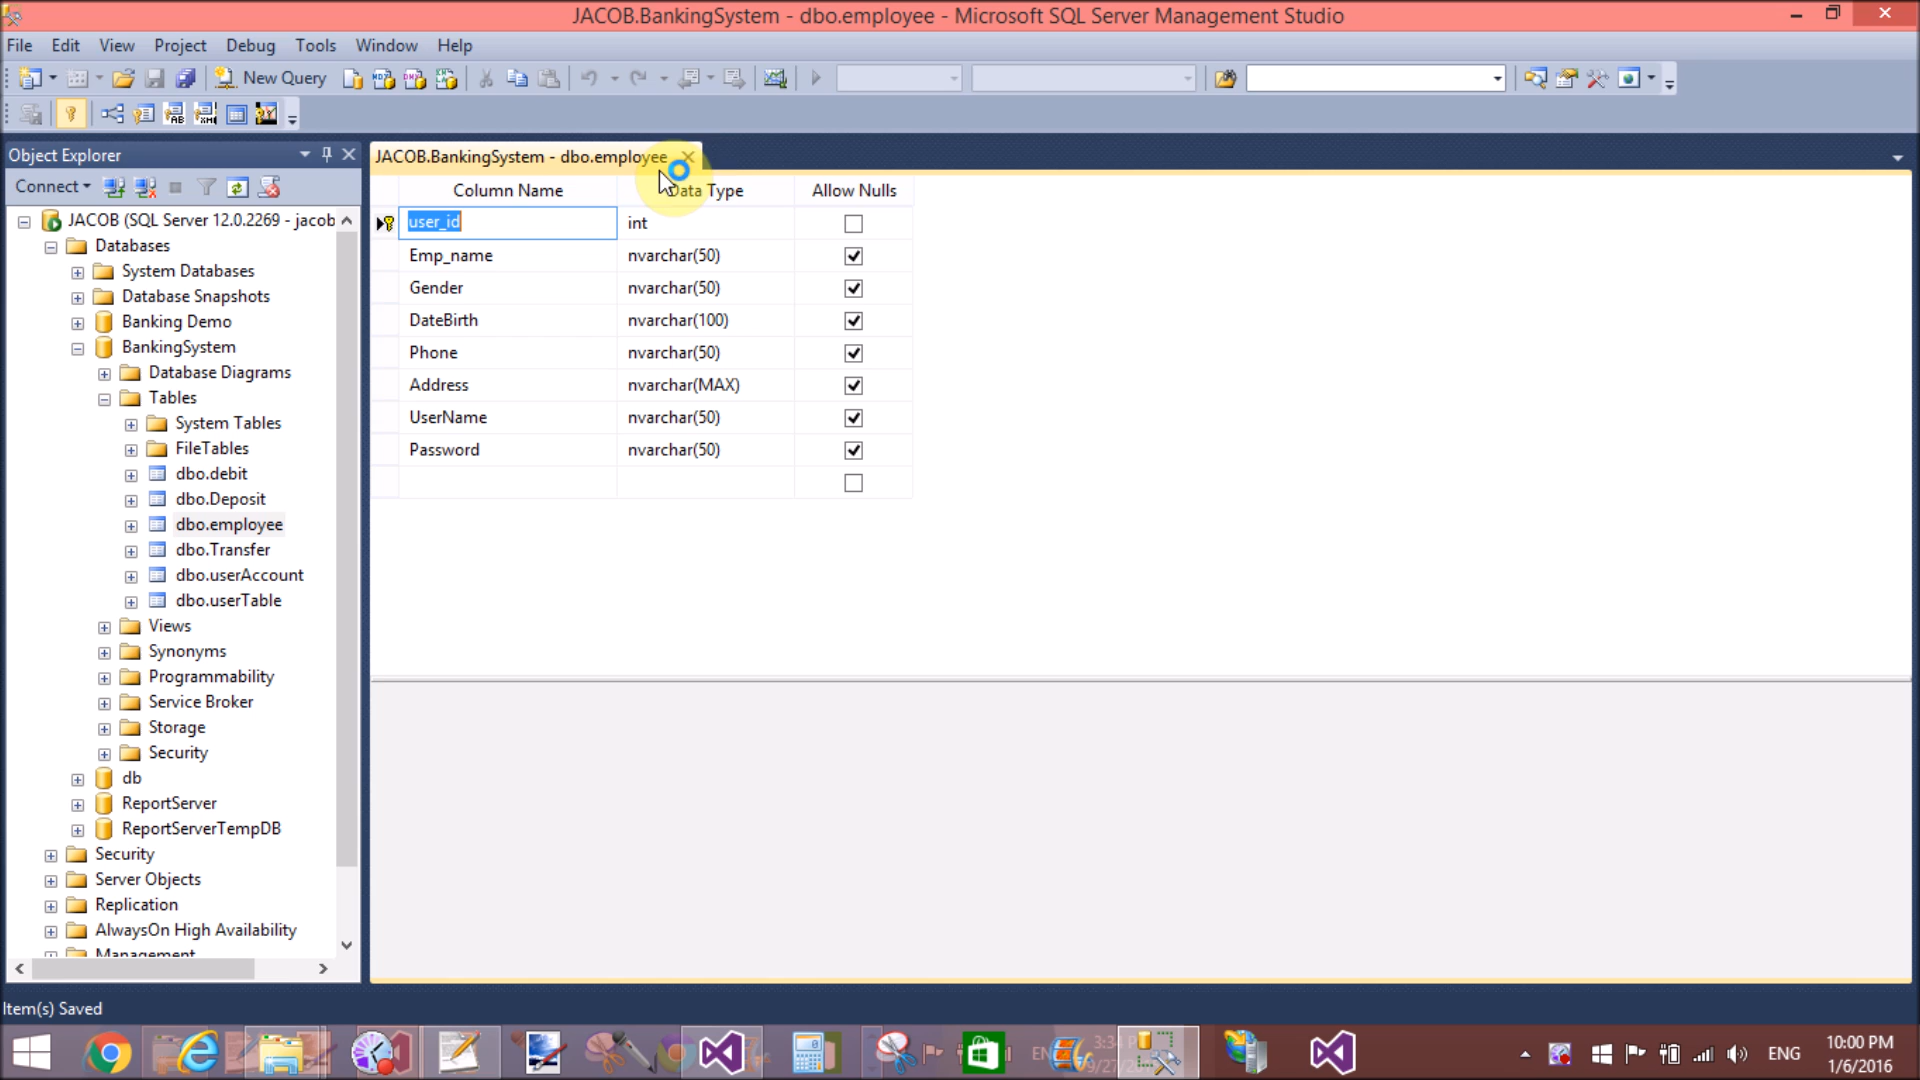 JACOB.BankingSystem - dbo.employee - Microsoft SQL Server Management Studio
File Edit View Project Debug Tools Window Help
New Query
Object Explorer
Connect
JACOB (SQL Server 12.0.2269 - jacob
Databases
System Databases
Database Snapshots
Banking Demo
BankingSystem
Database Diagrams
Tables
System Tables
FileTables
dbo.debit
dbo.Deposit
dbo.employee
dbo.Transfer
dbo.userAccount
dbo.userTable
Views
Synonyms
Programmability
Service Broker
Storage
Security
db
ReportServer
ReportServerTempDB
Security
Server Objects
Replication
AlwaysOn High Availability
Management
JACOB.BankingSystem - dbo.employee
Column Name Data Type Allow Nulls
user_id int
Emp_name nvarchar(50)
Gender nvarchar(50)
DateBirth nvarchar(100)
Phone nvarchar(50)
Address nvarchar(MAX)
UserName nvarchar(50)
Password nvarchar(50)
Item(s) Saved
ENG
10:00 PM
1/6/2016